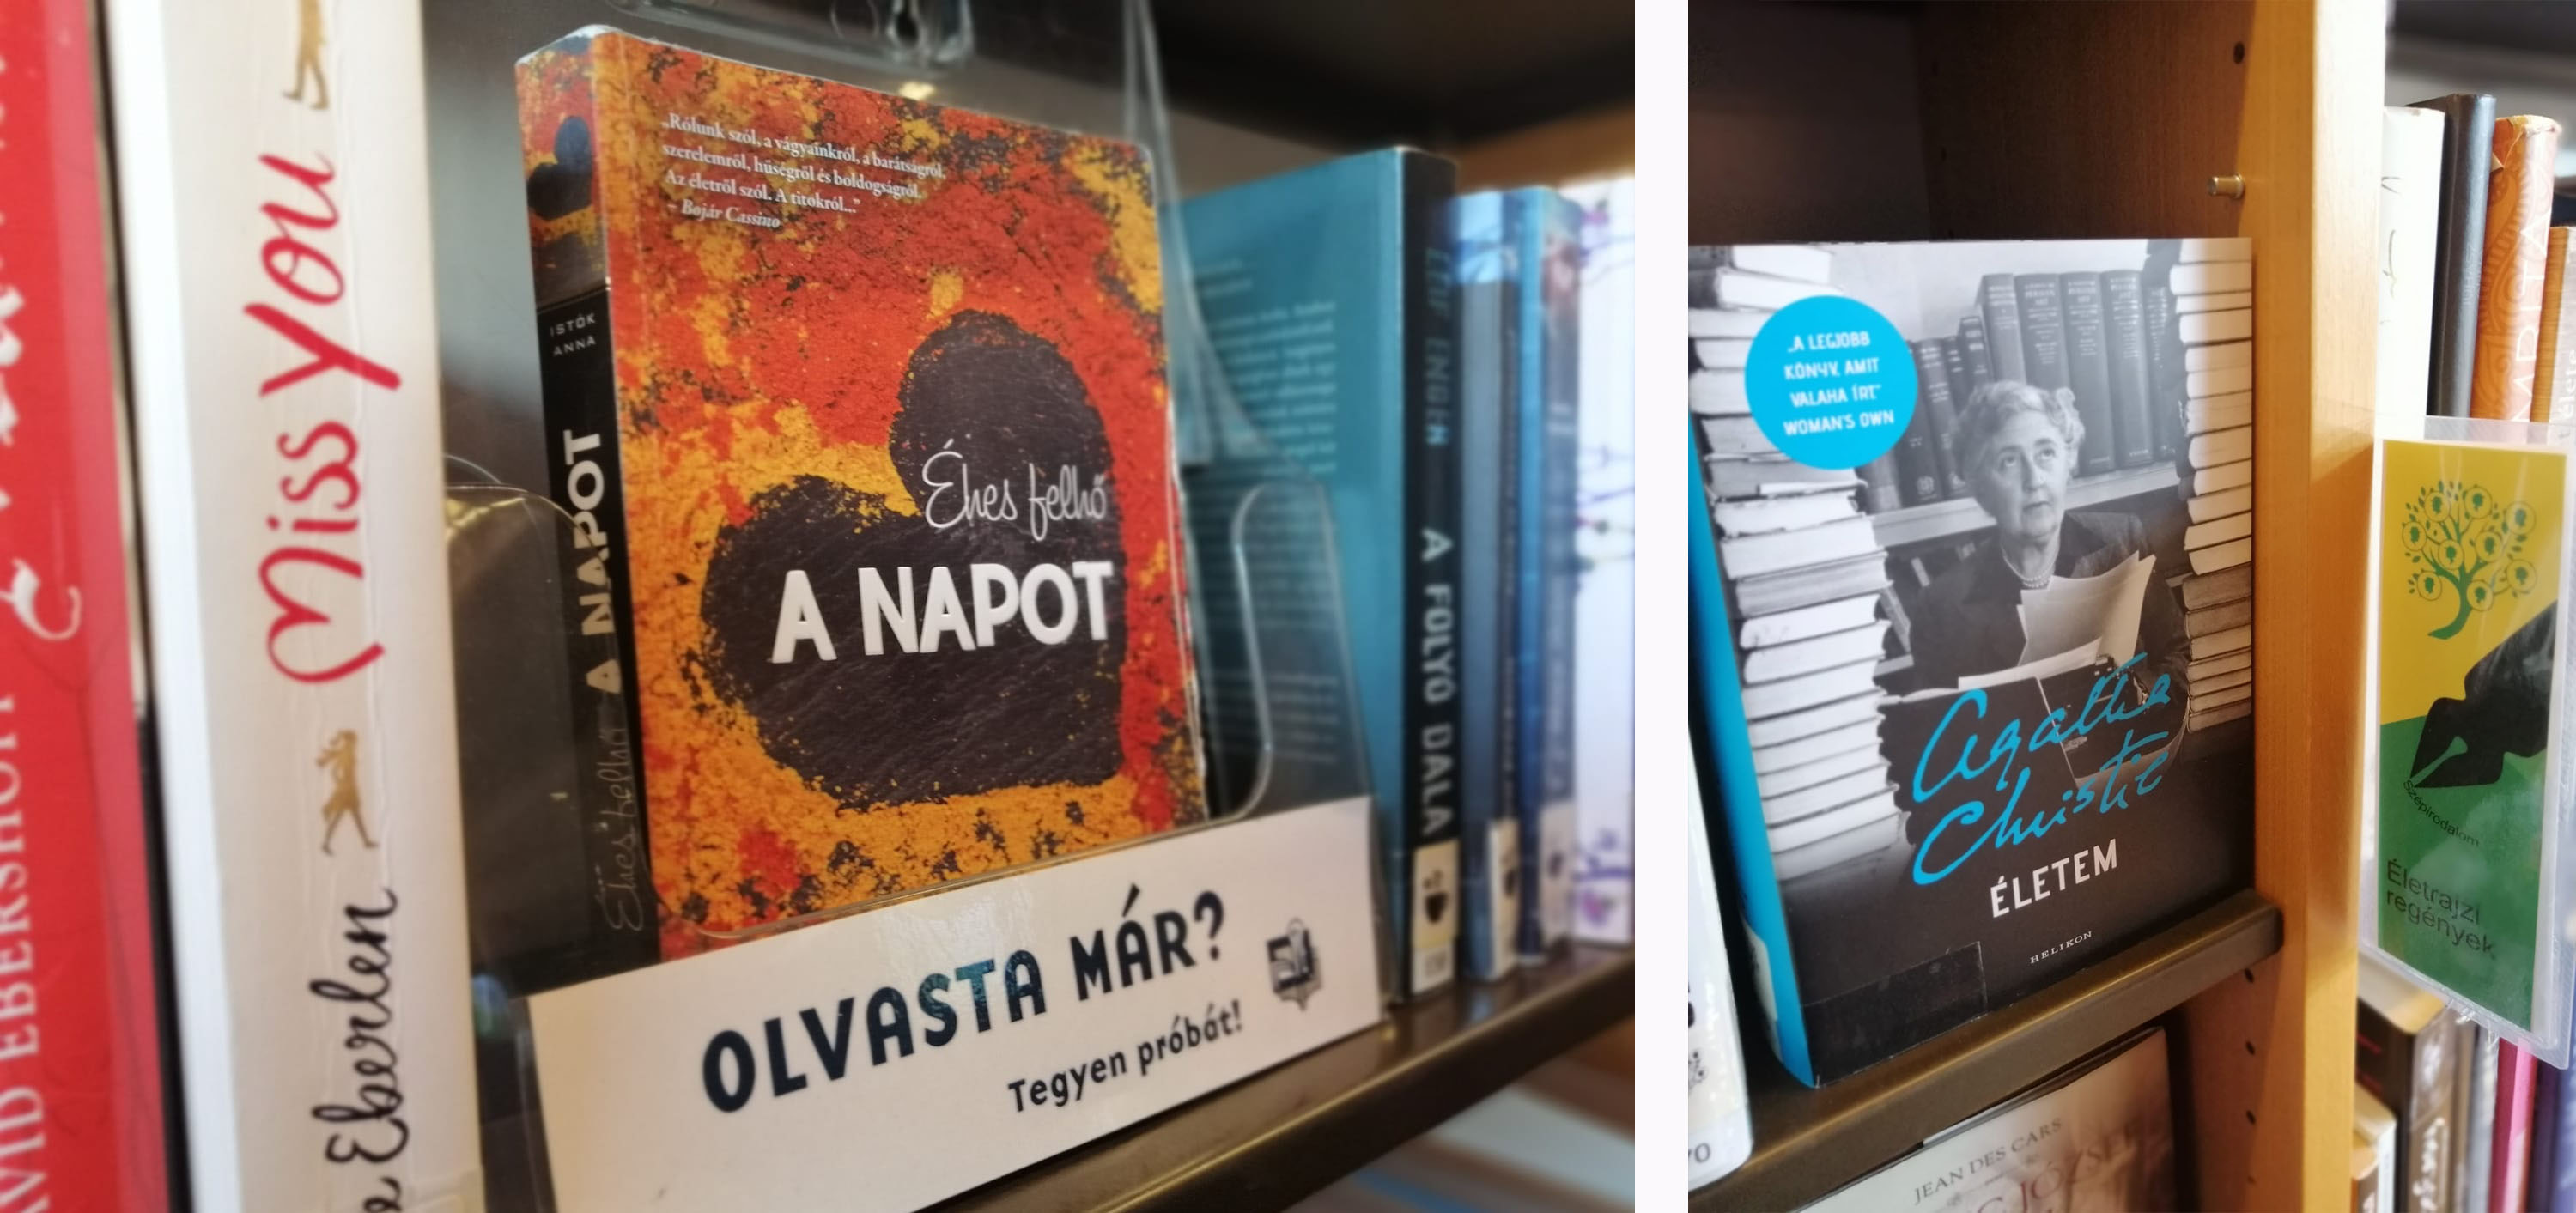 DAVID EBERSHOFF
Miss you
Eberlen
„Rólunk szól, a vágyainkról, a barátságról,
szerelemről, hűségről és boldogságról.
Az életről szól. A titokról..."
– Bojár Cassino
ISTÓK
ANNA
Éhes felhő
A NAPOT
Éhes felhő
A NAPOT
OLVASTA MÁR?
Tegyen próbát!
A FOLYÓ DALA
„A LEGJOBB
KÖNYV, AMIT
VALAHA ÍRT."
WOMAN'S OWN
Agatha
Christie
ÉLETEM
HELIKON
Szépirodalom
Életrajzi
regények
JEAN DES CARS